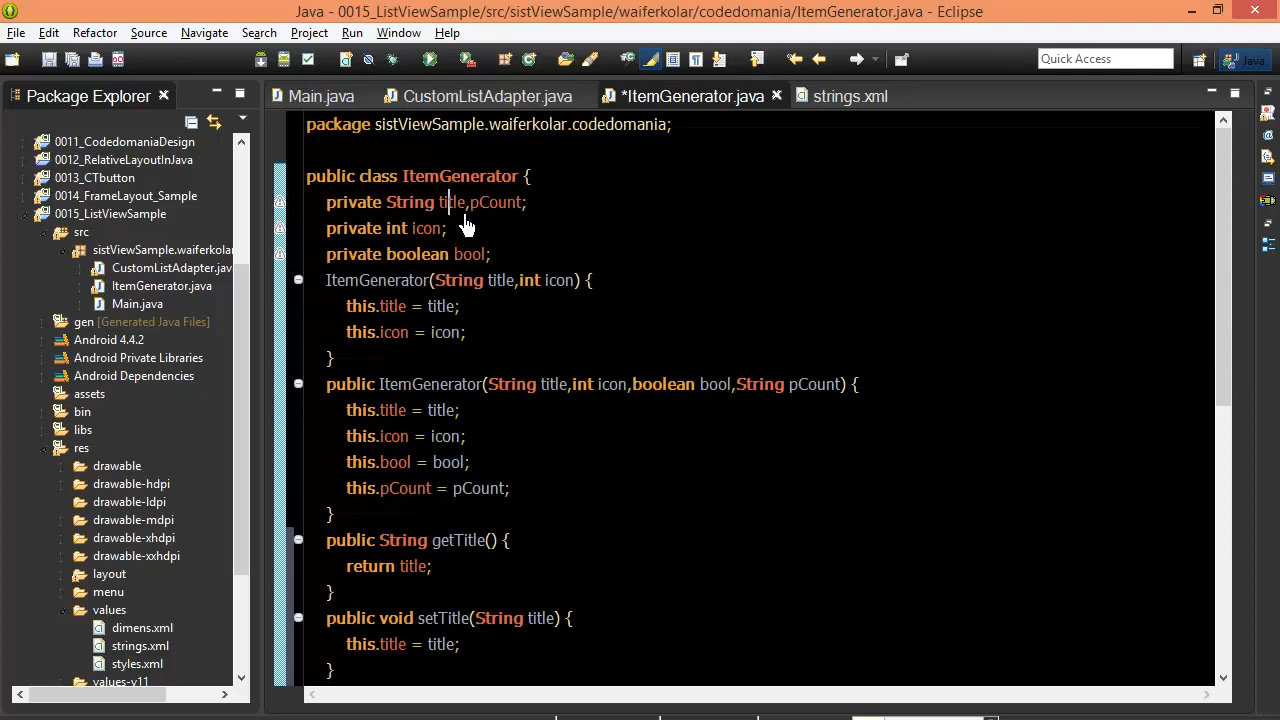 Java - 0015_ListViewSample/src/sistViewSample/waiferkolar/codedomania/ItemGenerator.java - Eclipse
File Edit Refactor Source Navigate Search Project Run Window Help
Quick Access
Java
Package Explorer
Main.java
CustomListAdapter.java
*ItemGenerator.java
strings.xml
0011_CodedomaniaDesign
0012_RelativeLayoutInJava
0013_CTbutton
0014_FrameLayout_Sample
0015_ListViewSample
src
sistViewSample.waiferkolar
CustomListAdapter.jav
ItemGenerator.java
Main.java
gen [Generated Java Files]
Android 4.4.2
Android Private Libraries
Android Dependencies
assets
bin
libs
res
drawable
drawable-hdpi
drawable-ldpi
drawable-mdpi
drawable-xhdpi
drawable-xxhdpi
layout
menu
values
dimens.xml
strings.xml
styles.xml
values-v11
package sistViewSample.waiferkolar.codedomania;
public class ItemGenerator {
private String title,pCount;
private int icon;
private boolean bool;
ItemGenerator(String title,int icon) {
this.title = title;
this.icon = icon;
}
public ItemGenerator(String title,int icon,boolean bool,String pCount) {
this.title = title;
this.icon = icon;
this.bool = bool;
this.pCount = pCount;
}
public String getTitle() {
return title;
}
public void setTitle(String title) {
this.title = title;
}